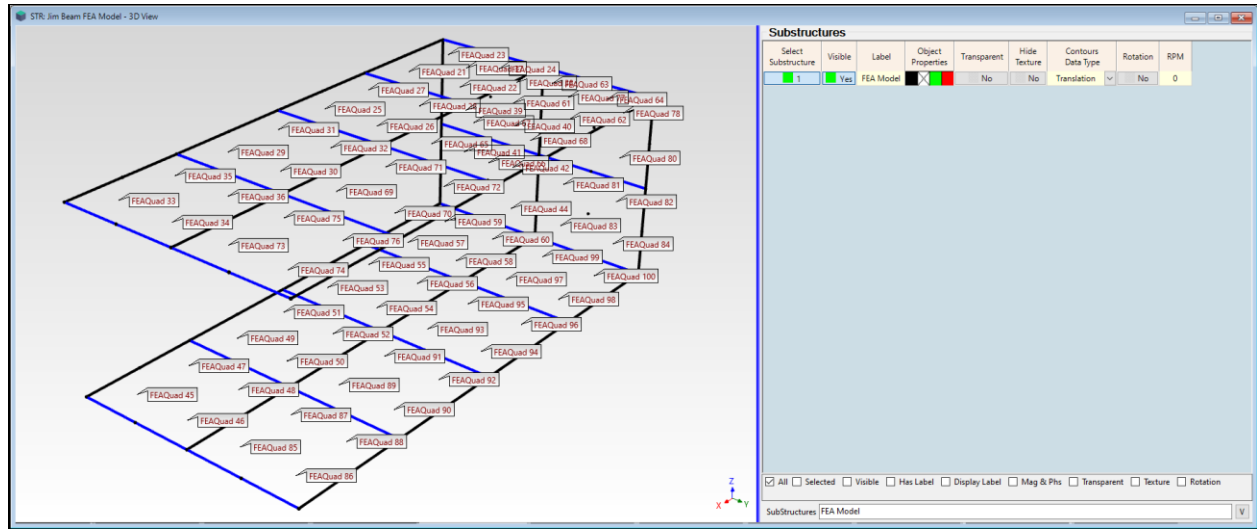 STR: Jim Beam FEA Model - 3D View
FEAQuad 23
FEAQuad 21
FEAQuad 24
FEAQuad 27
FEAQuad 22
FEAQuad 63
FEAQuad 64
FEAQuad 25
FEAQuad 39
FEAQuad 61
FEAQuad 78
FEAQuad 31
FEAQuad 26
FEAQuad 40
FEAQuad 62
FEAQuad 29
FEAQuad 32
FEAQuad 65
FEAQuad 41
FEAQuad 68
FEAQuad 80
FEAQuad 35
FEAQuad 30
FEAQuad 71
FEAQuad 42
FEAQuad 33
FEAQuad 36
FEAQuad 69
FEAQuad 72
FEAQuad 81
FEAQuad 82
FEAQuad 34
FEAQuad 75
FEAQuad 70
FEAQuad 59
FEAQuad 44
FEAQuad 83
FEAQuad 73
FEAQuad 76
FEAQuad 57
FEAQuad 60
FEAQuad 84
FEAQuad 74
FEAQuad 55
FEAQuad 58
FEAQuad 99
FEAQuad 53
FEAQuad 56
FEAQuad 97
FEAQuad 100
FEAQuad 51
FEAQuad 54
FEAQuad 95
FEAQuad 98
FEAQuad 49
FEAQuad 52
FEAQuad 93
FEAQuad 96
FEAQuad 47
FEAQuad 50
FEAQuad 91
FEAQuad 94
FEAQuad 45
FEAQuad 48
FEAQuad 89
FEAQuad 92
FEAQuad 46
FEAQuad 87
FEAQuad 90
FEAQuad 85
FEAQuad 88
FEAQuad 86
Z
X Y
Substructures
Select Substructure Visible Label Object Properties Transparent Hide Texture Contours Data Type Rotation RPM
1 Yes FEA Model No No Translation No 0
All Selected Visible Has Label Display Label Mag & Phs Transparent Texture Rotation
SubStructures FEA Model V